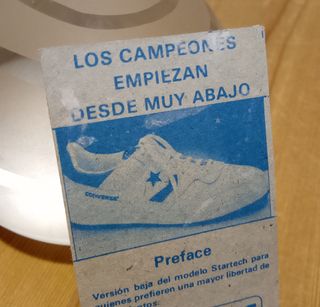 LOS CAMPEONES
EMPIEZAN
DESDE MUY ABAJO
CONVERSE
Preface
Versión baja del modelo Startech para
quienes prefieren una mayor libertad de